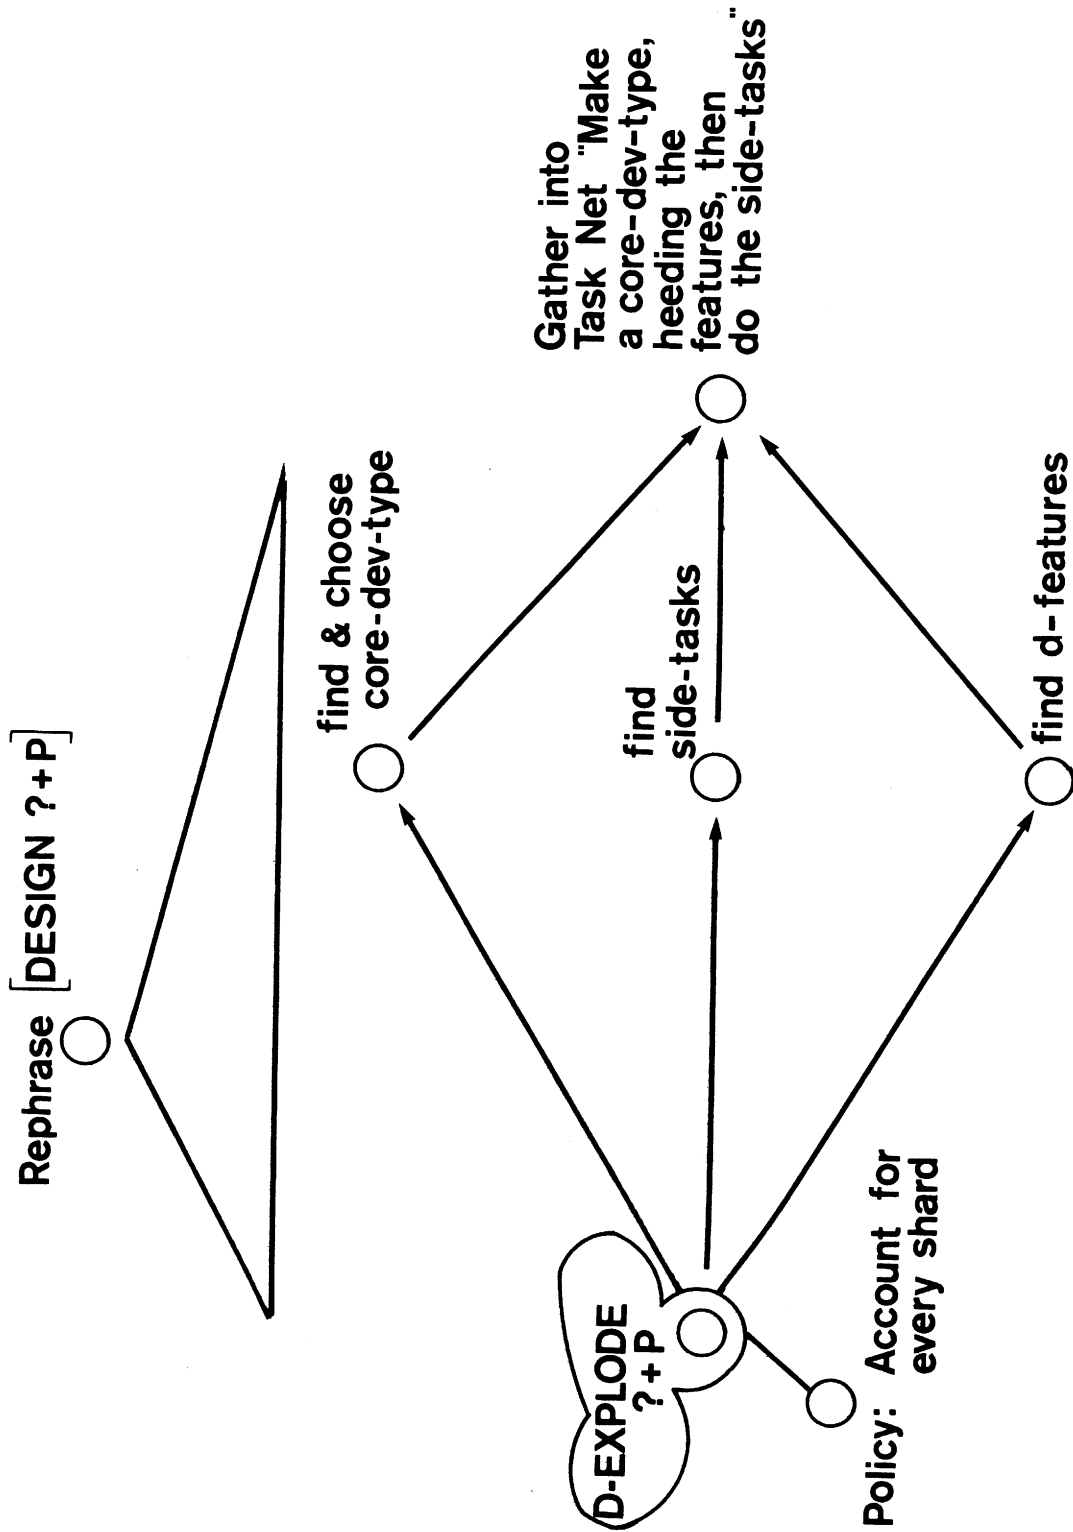 Rephrase [DESIGN ?+P]
find & choose
core-dev-type
D-EXPLODE
?+P
find
side-tasks
Gather into
Task Net "Make
a core-dev-type,
heeding the
features, then
do the side-tasks"
Policy: Account for
every shard
find d-features